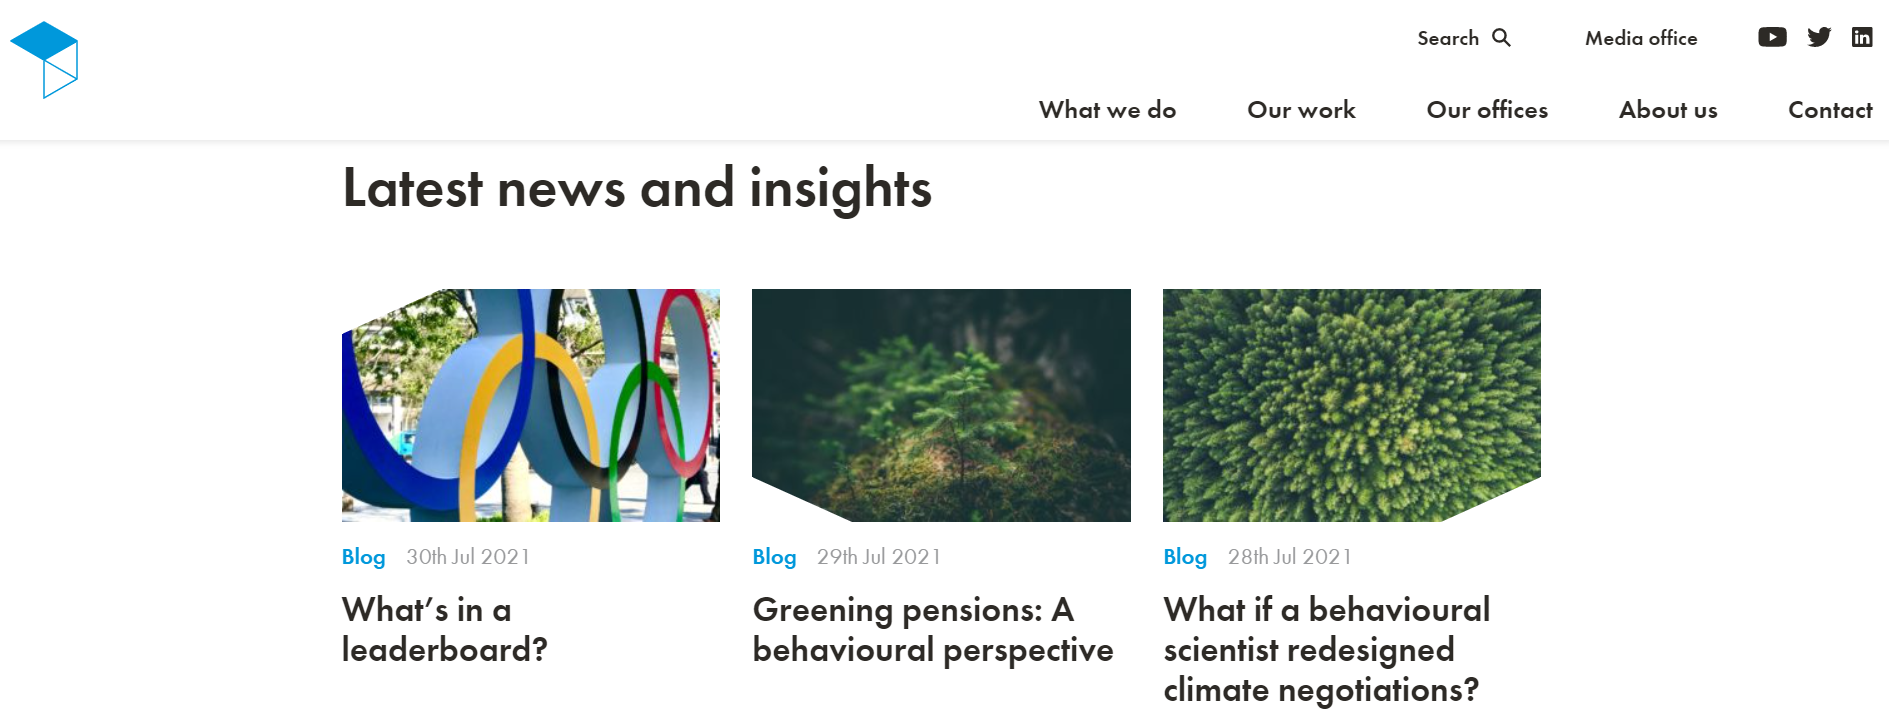 Search
Media office
What we do
Our work
Our offices
About us
Contact
Latest news and insights
Blog 30th Jul 2021
What’s in a
leaderboard?
Blog 29th Jul 2021
Greening pensions: A
behavioural perspective
Blog 28th Jul 2021
What if a behavioural
scientist redesigned
climate negotiations?